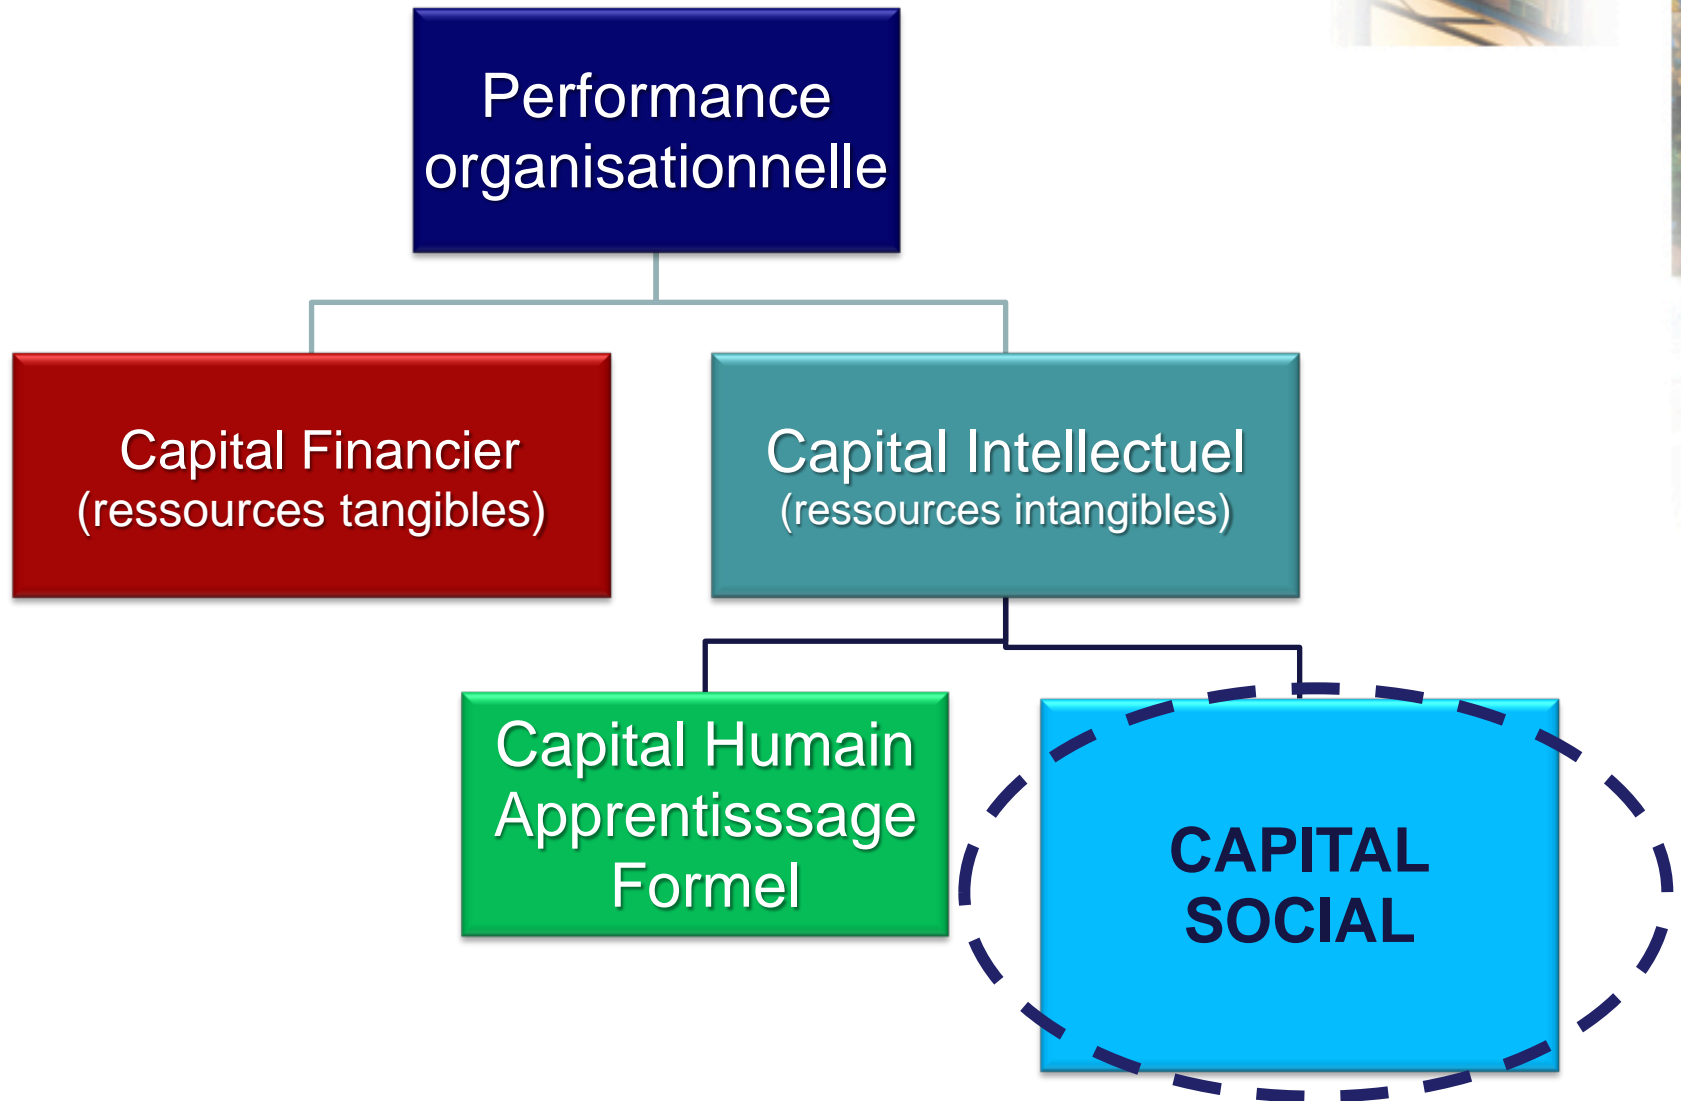 Performance
organisationnelle
Capital Financier
(ressources tangibles)
Capital Intellectuel
(ressources intangibles)
Capital Humain
Apprentisssage
Formel
CAPITAL
SOCIAL